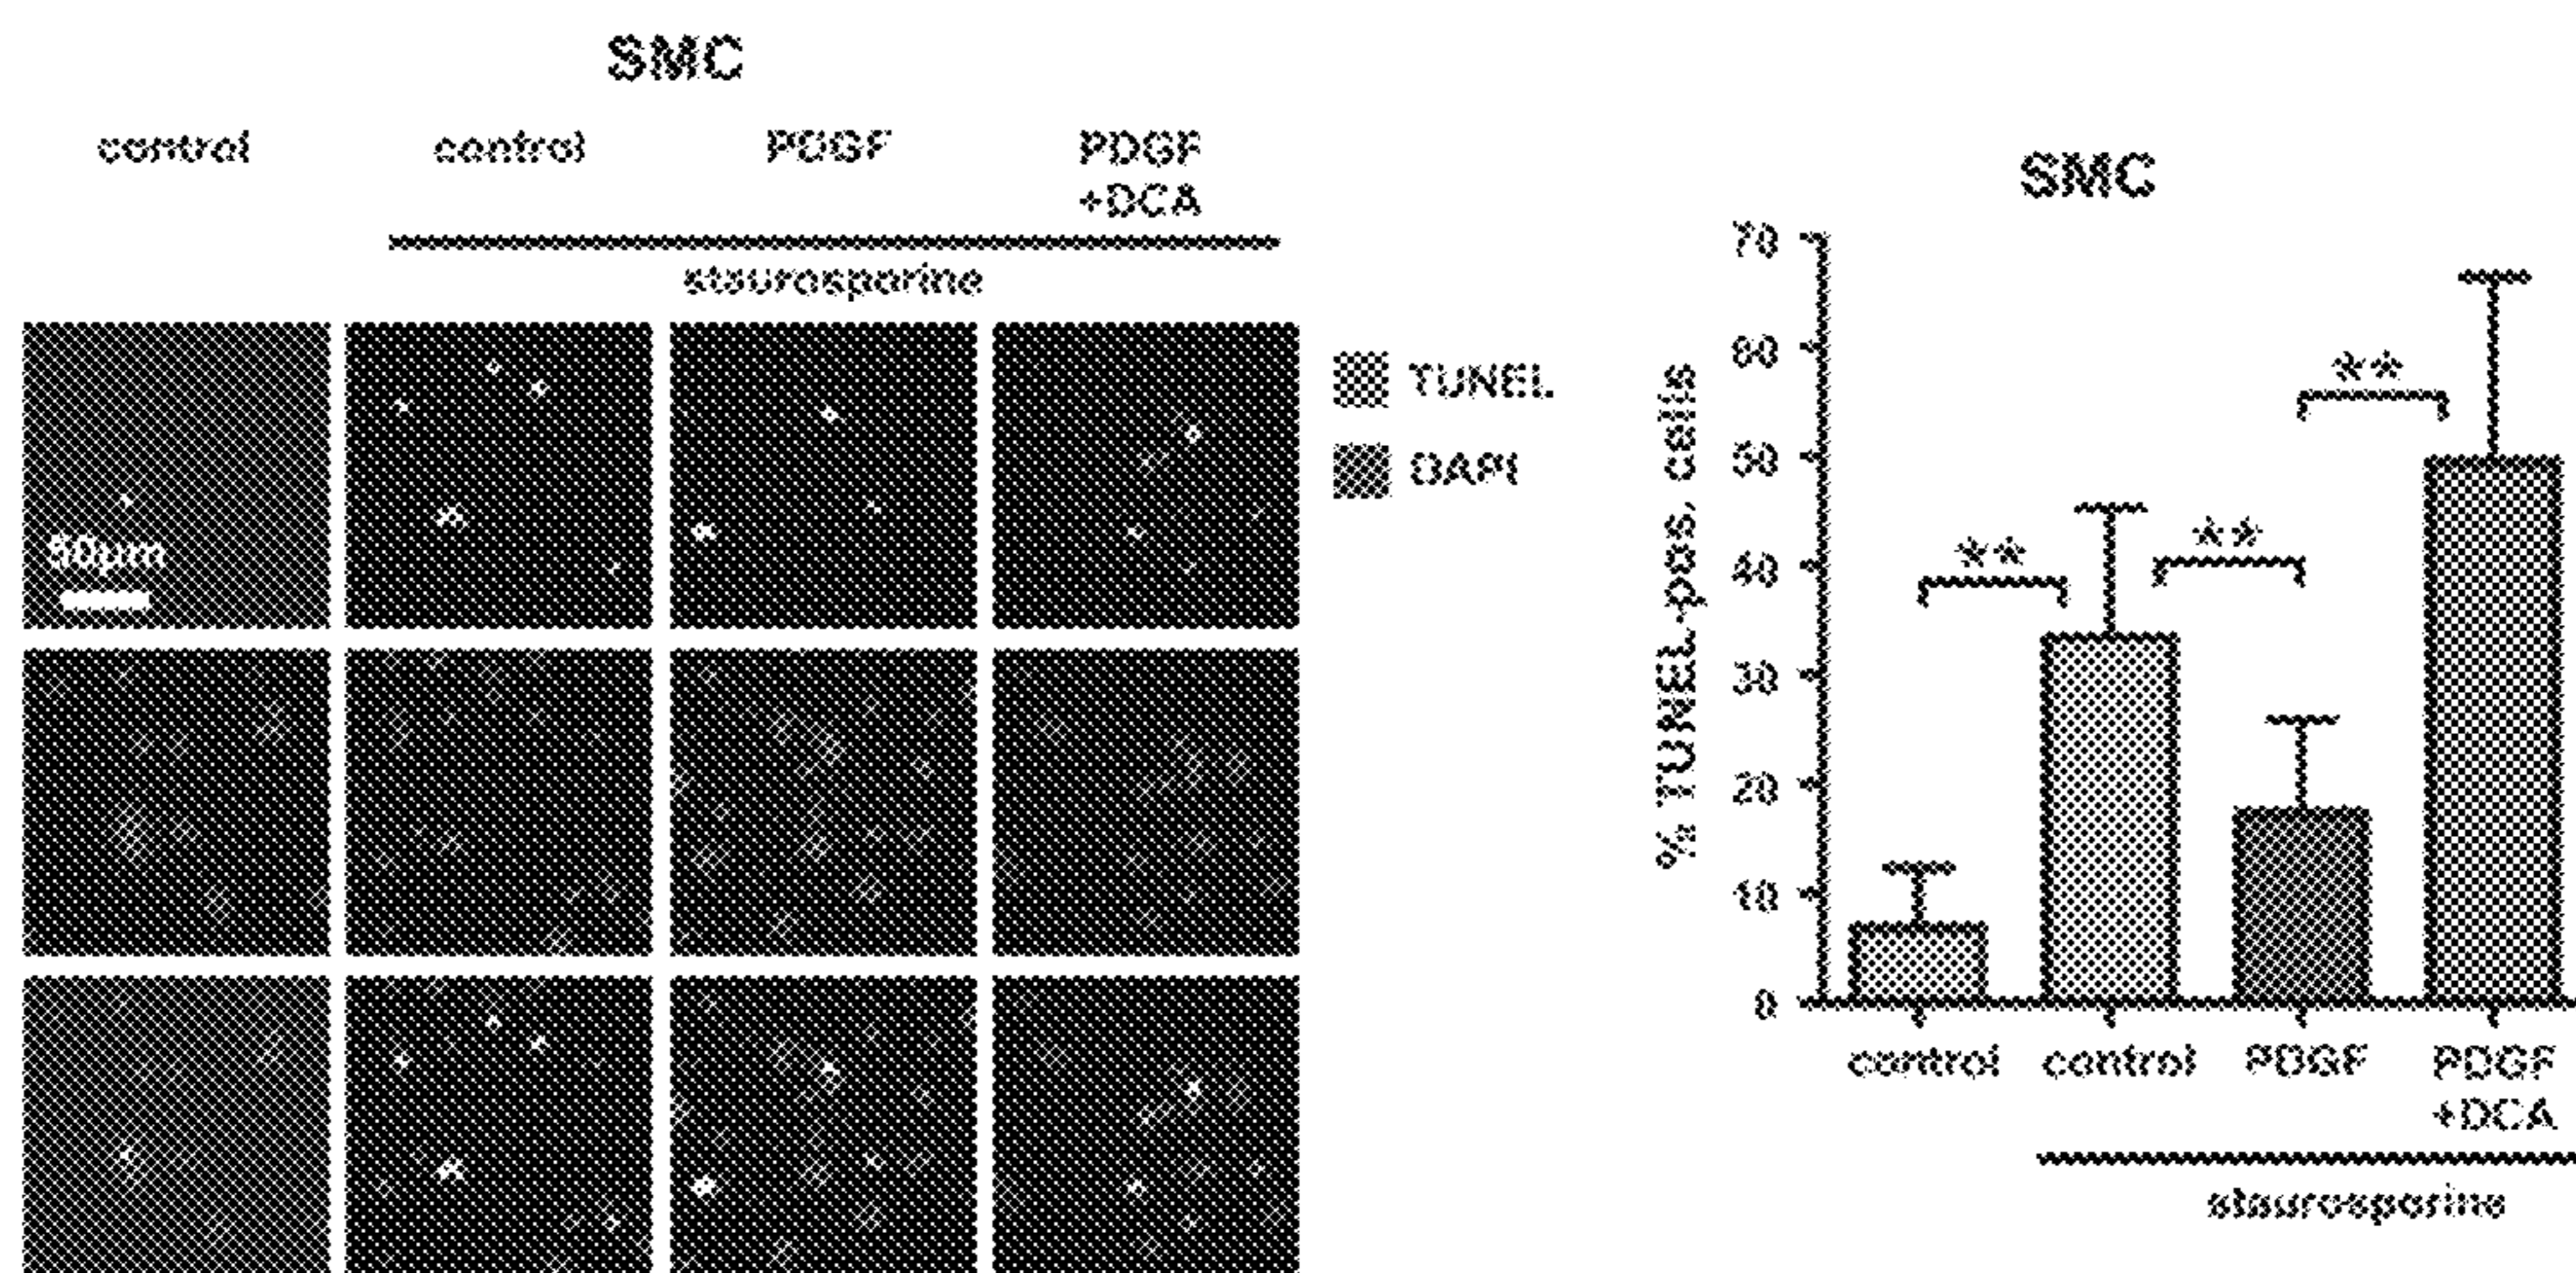 SMC
control
control
PDGF
PDGF
+DCA
staurosporine
50µm
TUNEL
DAPI
SMC
% TUNEL-pos. cells
70
60
50
40
30
20
10
0
**
**
**
control
control
PDGF
PDGF
+DCA
staurosporine